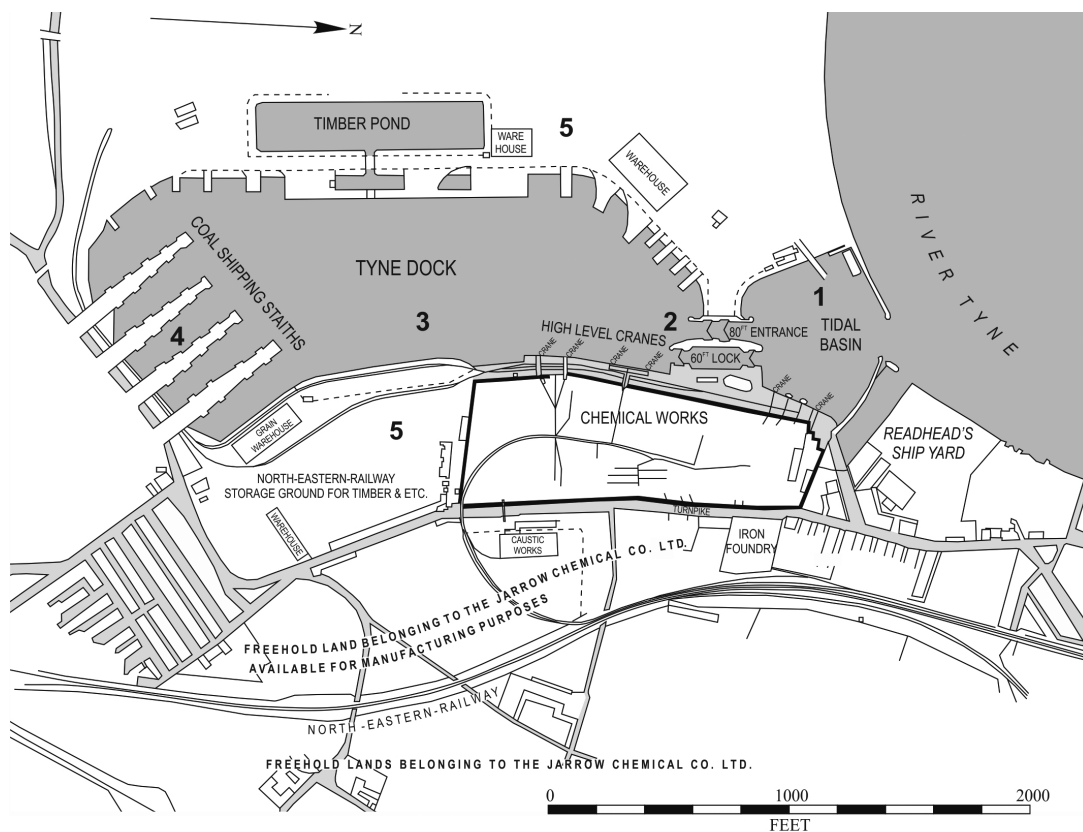 N
TIMBER POND
WARE
HOUSE
5
WAREHOUSE
RIVER TYNE
COAL SHIPPING STAITHS
TYNE DOCK
1
TIDAL
BASIN
4
3
HIGH LEVEL CRANES
2
80FT ENTRANCE
60FT LOCK
CRANE
CRANE
CRANE
CRANE
CRANE
CRANE
GRAIN
WAREHOUSE
5
CHEMICAL WORKS
READHEAD'S
SHIP YARD
NORTH-EASTERN-RAILWAY
STORAGE GROUND FOR TIMBER & ETC.
WAREHOUSE
TURNPIKE
CAUSTIC
WORKS
IRON
FOUNDRY
FREEHOLD LAND BELONGING TO THE JARROW CHEMICAL CO. LTD.
AVAILABLE FOR MANUFACTURING PURPOSES
NORTH-EASTERN-RAILWAY
FREEHOLD LANDS BELONGING TO THE JARROW CHEMICAL CO. LTD.
0 1000 2000
FEET